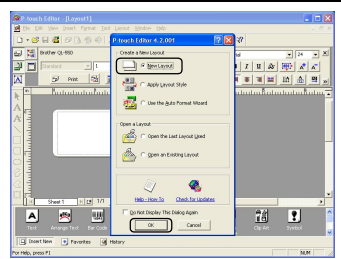 P-touch Editor - [Layout1]
File Edit View Insert Format Tool Layout Window Help
P-touch Editor 4.2.001
Brother QL-550
Standard
1
24
Print
Create a New Layout
New Layout
Apply Layout Style
Use the Auto Format Wizard
Open a Layout
Open the Last Layout Used
Open an Existing Layout
Help - How To
Check for Updates
Do Not Display This Dialog Again
OK
Cancel
Sheet 1
1/1
Text
Arrange Text
Bar Code
Clip Art
Symbol
Insert New
Favorites
History
For Help, press F1
NUM